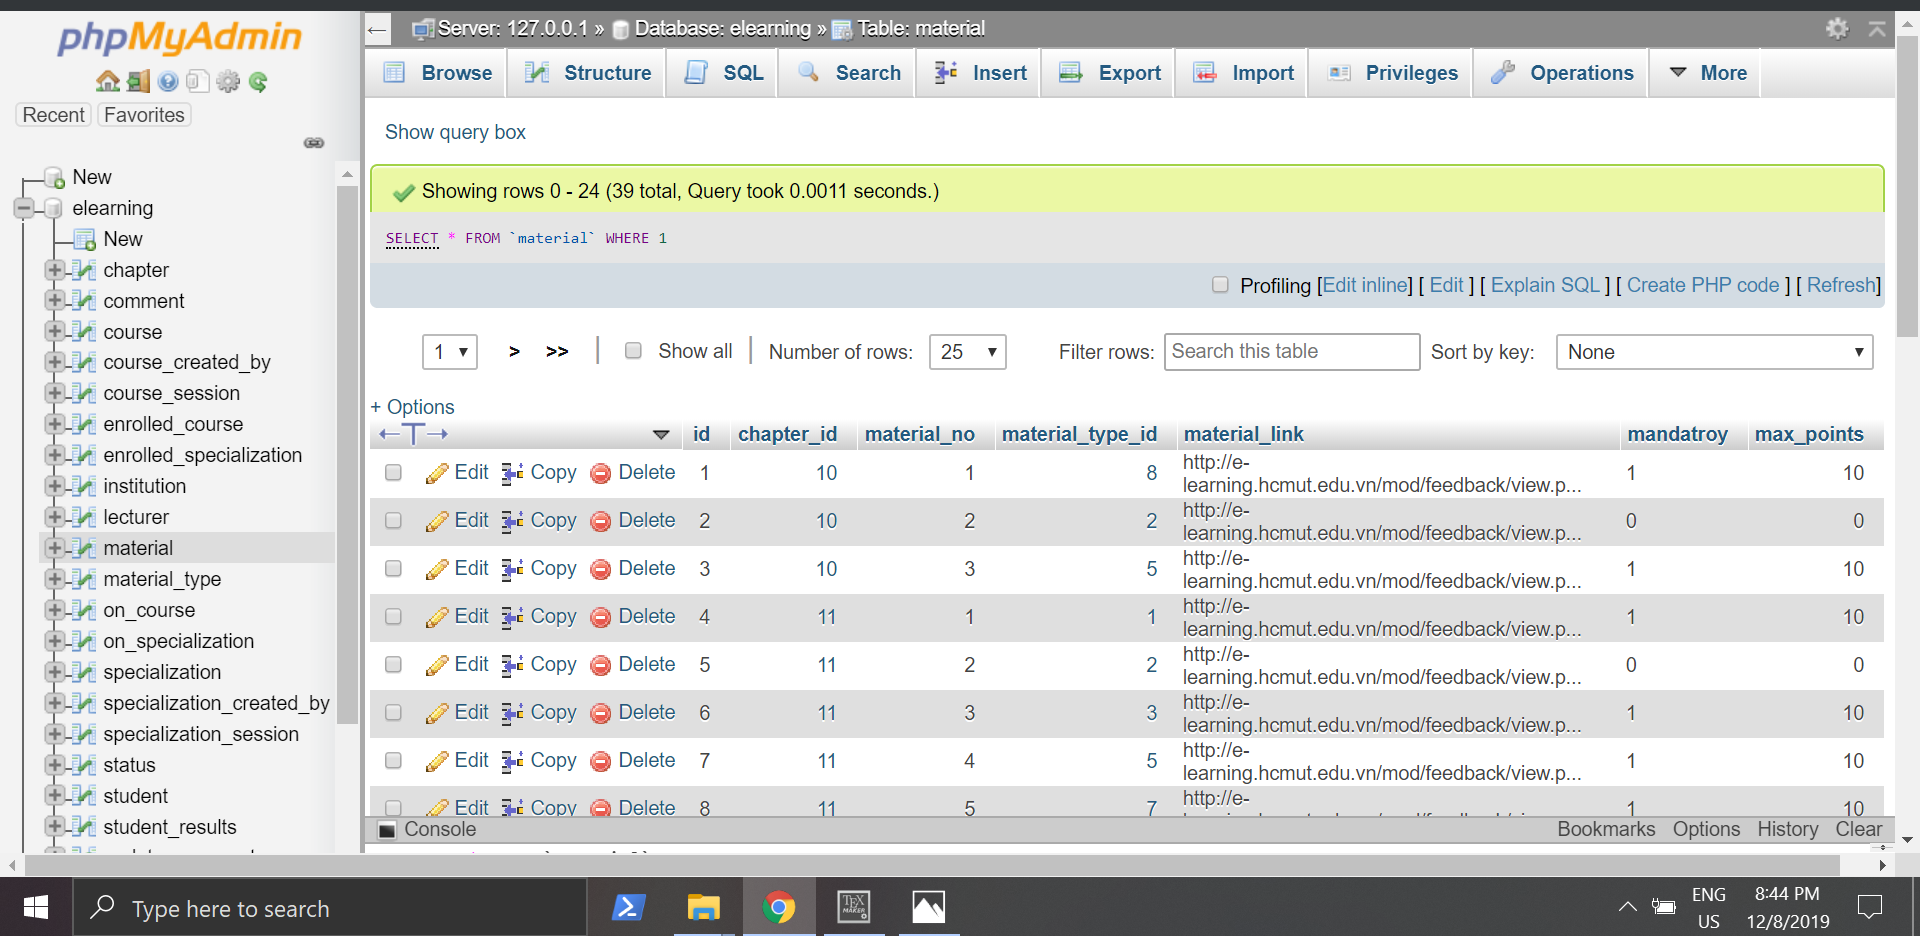 phpMyAdmin
Recent Favorites
New
elearning
New
chapter
comment
course
course_created_by
course_session
enrolled_course
enrolled_specialization
institution
lecturer
material
material_type
on_course
on_specialization
specialization
specialization_created_by
specialization_session
status
student
student_results
← Server: 127.0.0.1 » Database: elearning » Table: material
Browse Structure SQL Search Insert Export Import Privileges Operations More
Show query box
Showing rows 0 - 24 (39 total, Query took 0.0011 seconds.)
SELECT * FROM `material` WHERE 1
Profiling [Edit inline] [ Edit ] [ Explain SQL ] [ Create PHP code ] [ Refresh]
1 > >> | Show all | Number of rows: 25 Filter rows: Search this table Sort by key: None
+ Options
←T→ id chapter_id material_no material_type_id material_link mandatroy max_points
Edit Copy Delete 1 10 1 8 http://e-
learning.hcmut.edu.vn/mod/feedback/view.p... 1 10
Edit Copy Delete 2 10 2 2 http://e-
learning.hcmut.edu.vn/mod/feedback/view.p... 0 0
Edit Copy Delete 3 10 3 5 http://e-
learning.hcmut.edu.vn/mod/feedback/view.p... 1 10
Edit Copy Delete 4 11 1 1 http://e-
learning.hcmut.edu.vn/mod/feedback/view.p... 1 10
Edit Copy Delete 5 11 2 2 http://e-
learning.hcmut.edu.vn/mod/feedback/view.p... 0 0
Edit Copy Delete 6 11 3 3 http://e-
learning.hcmut.edu.vn/mod/feedback/view.p... 1 10
Edit Copy Delete 7 11 4 5 http://e-
learning.hcmut.edu.vn/mod/feedback/view.p... 1 10
Edit Copy Delete 8 11 5 7 http://e- 1 10
Console Bookmarks Options History Clear
Type here to search
TEX
MAKER
ENG
US
8:44 PM
12/8/2019